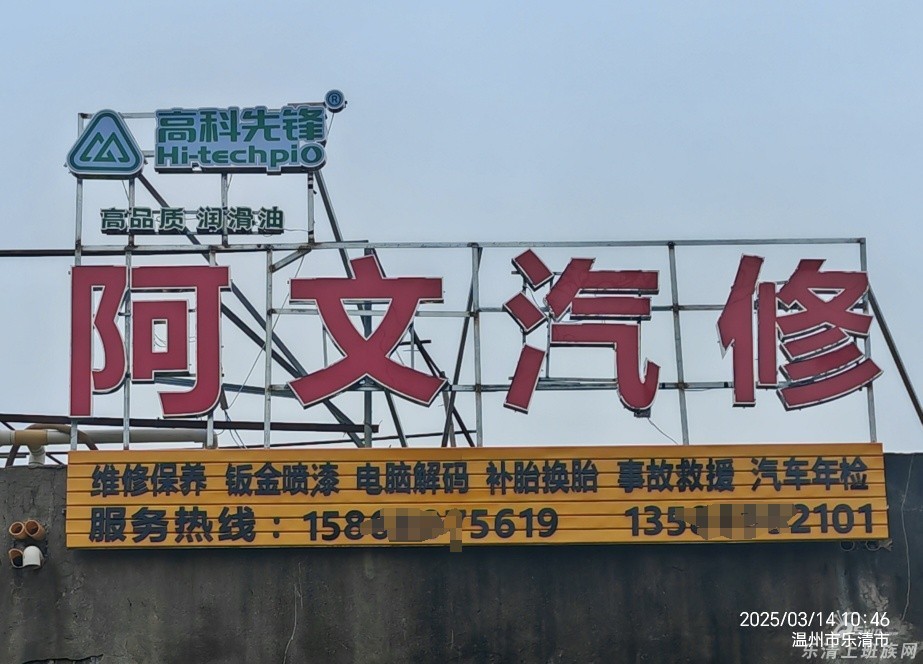 高科先锋®
Hi-techpio
高品质 润滑油
阿文汽修
维修保养 钣金喷漆 电脑解码 补胎换胎 事故救援 汽车年检
服务热线：
2025/03/14 10:46
温州市乐清市
乐清上班族网